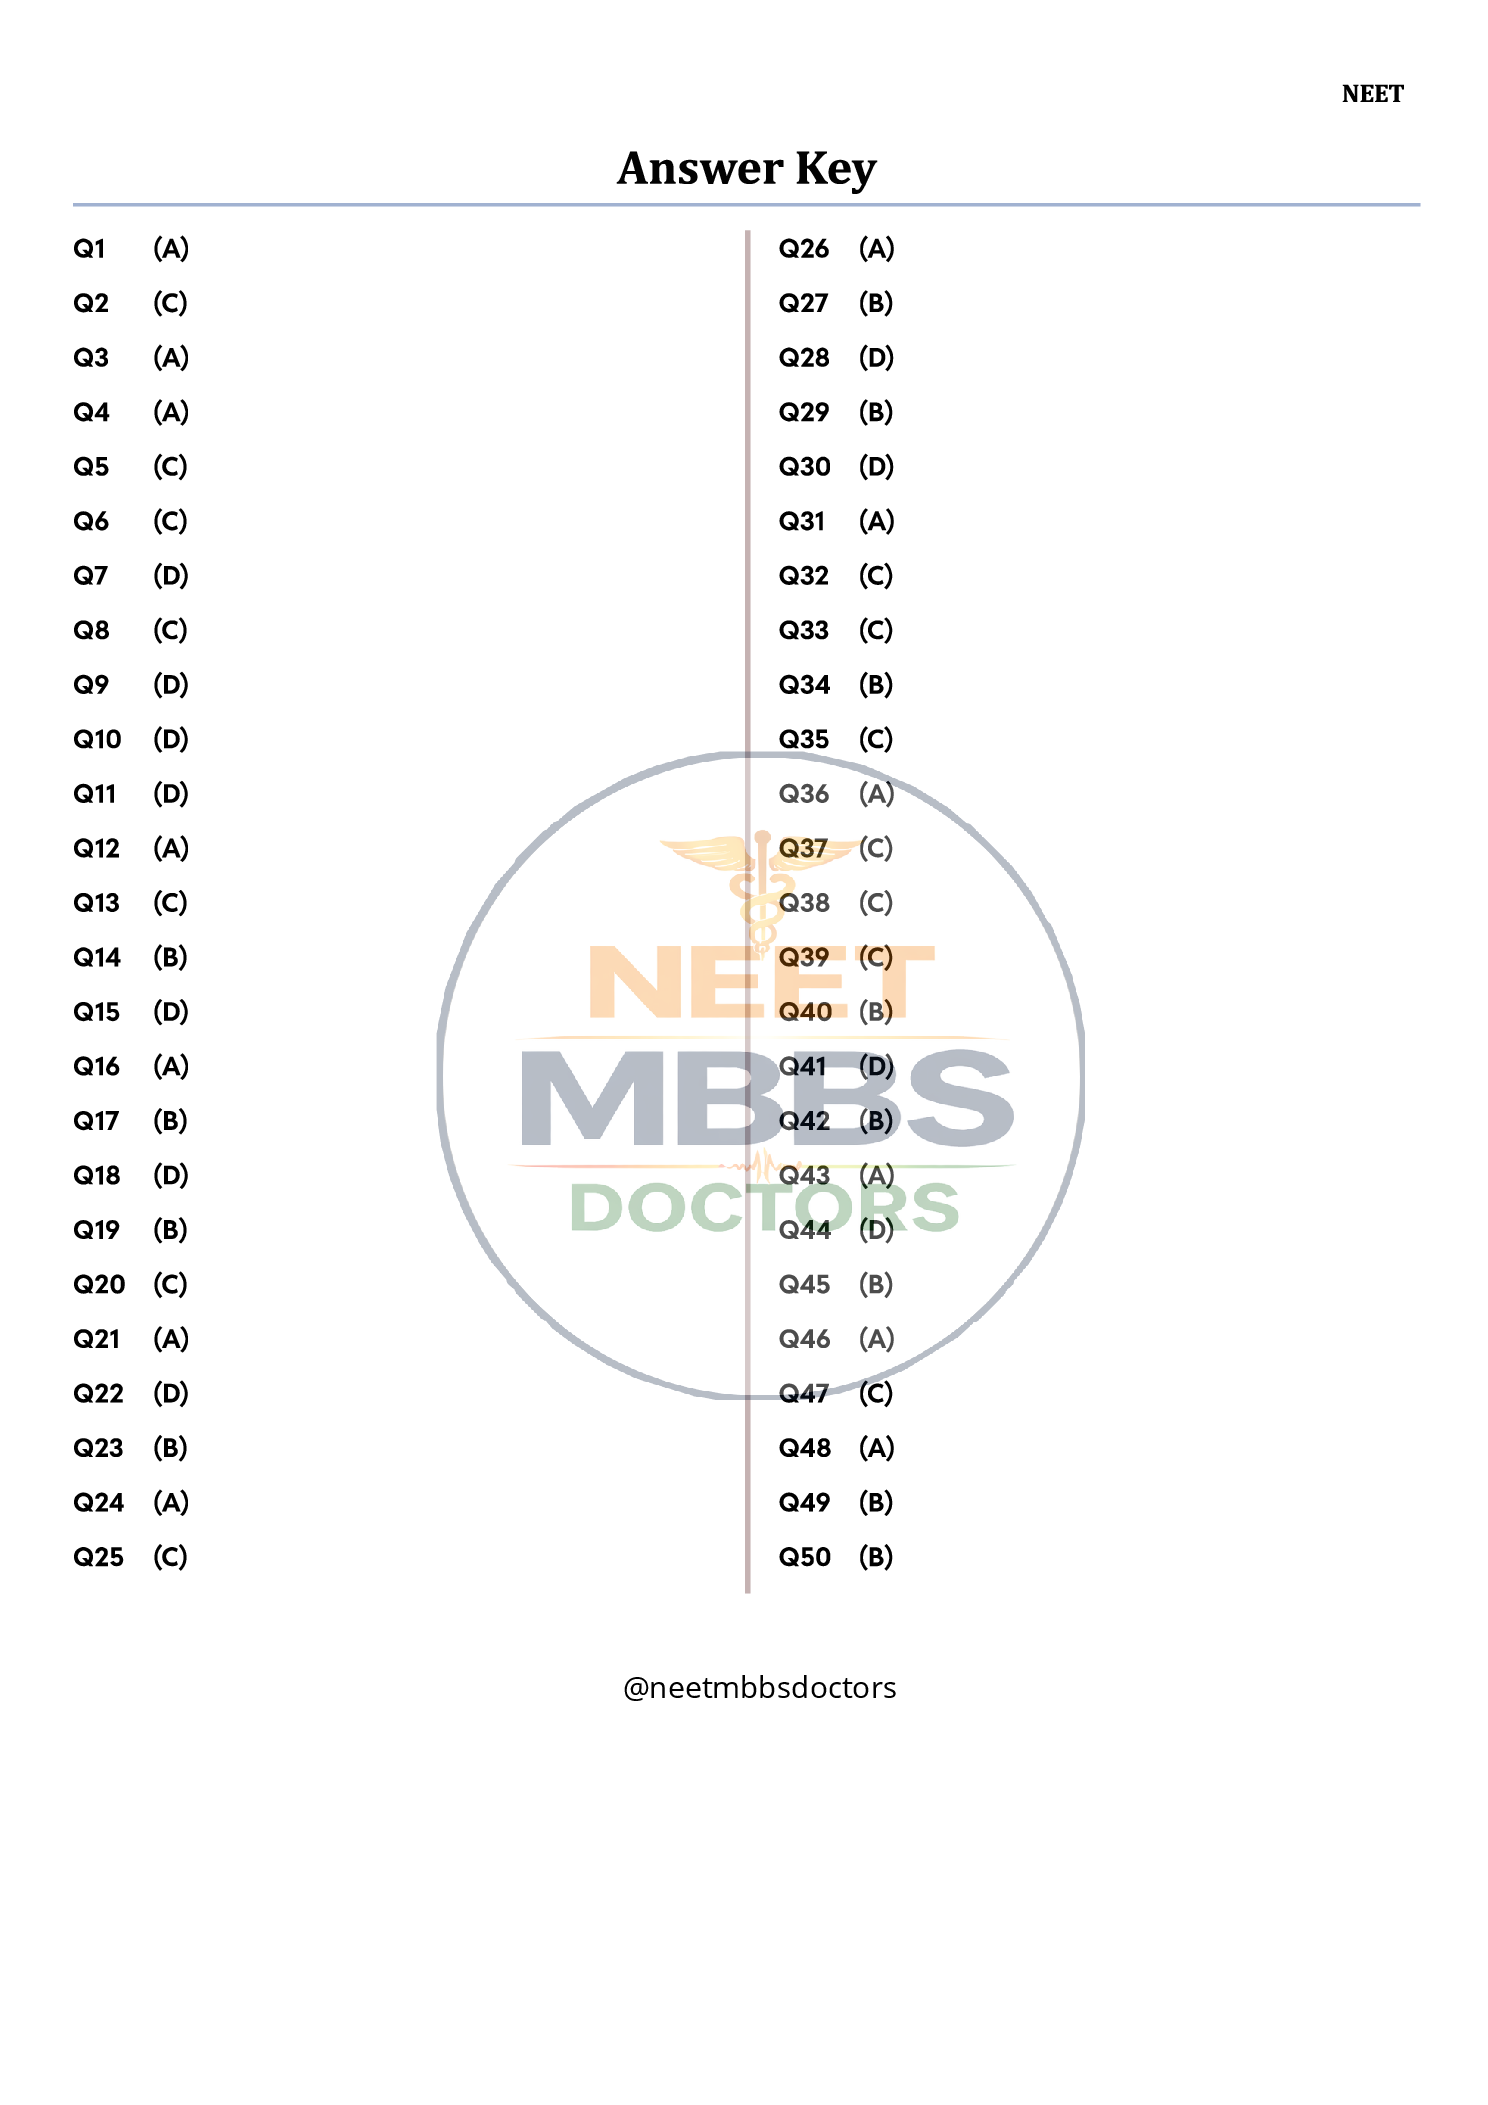 NEET
Answer Key
Q1 (A)
Q2 (C)
Q3 (A)
Q4 (A)
Q5 (C)
Q6 (C)
Q7 (D)
Q8 (C)
Q9 (D)
Q10 (D)
Q11 (D)
Q12 (A)
Q13 (C)
Q14 (B)
Q15 (D)
Q16 (A)
Q17 (B)
Q18 (D)
Q19 (B)
Q20 (C)
Q21 (A)
Q22 (D)
Q23 (B)
Q24 (A)
Q25 (C)
Q26 (A)
Q27 (B)
Q28 (D)
Q29 (B)
Q30 (D)
Q31 (A)
Q32 (C)
Q33 (C)
Q34 (B)
Q35 (C)
Q36 (A)
Q37 (C)
Q38 (C)
Q39 (C)
Q40 (B)
Q41 (D)
Q42 (B)
Q43 (A)
Q44 (D)
Q45 (B)
Q46 (A)
Q47 (C)
Q48 (A)
Q49 (B)
Q50 (B)
NEET
MBBS
DOCTORS
@neetmbbsdoctors